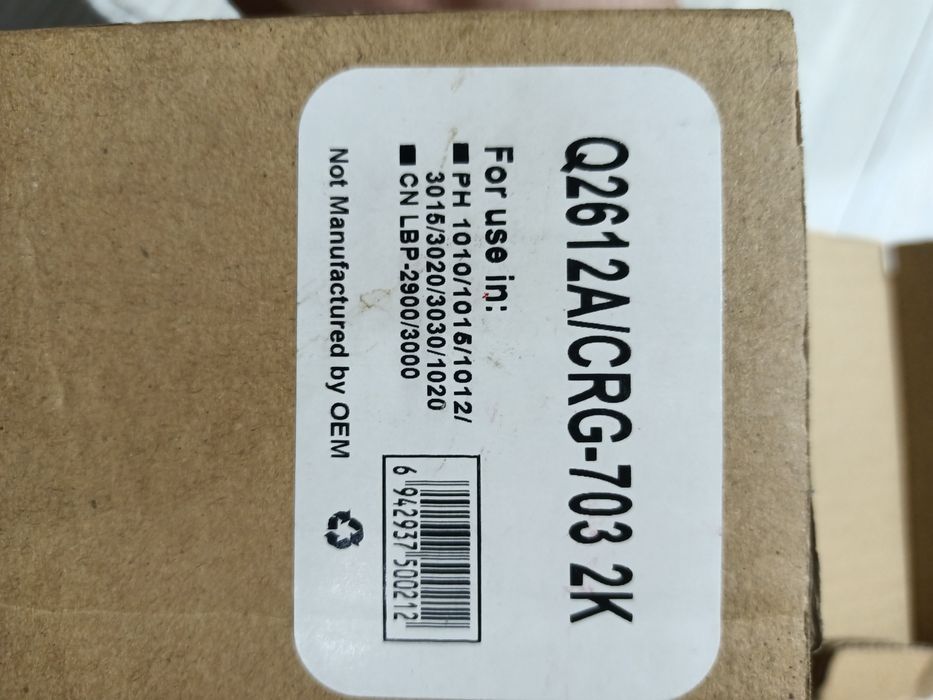 Q2612A/CRG-703 2K
For use in:
■ PH 1010/1015/1012/
3015/3020/3030/1020
■ CN LBP-2900/3000
Not Manufactured by OEM
6 942937 500212